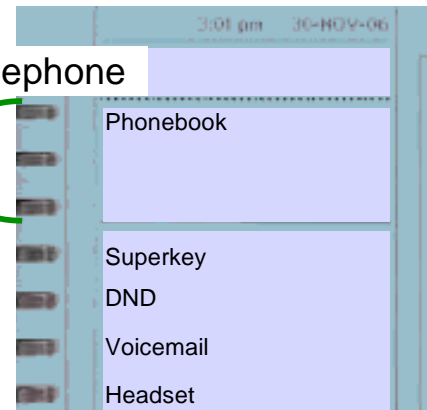 3:01 pm 30-NOV-06
ephone
Phonebook
Superkey
DND
Voicemail
Headset